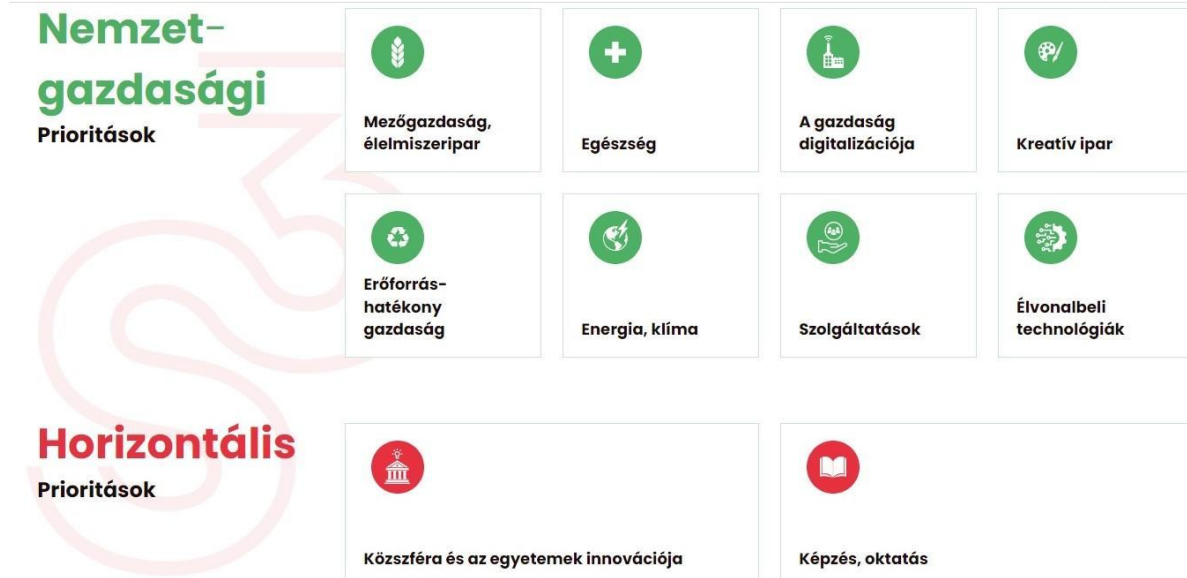 Nemzet-
gazdasági
Prioritások
Mezőgazdaság,
élelmiszeripar
Egészség
A gazdaság
digitalizációja
Kreatív ipar
Erőforrás-
hatékony
gazdaság
Energia, klíma
Szolgáltatások
Élvonalbeli
technológiák
Horizontális
Prioritások
Közszféra és az egyetemek innovációja
Képzés, oktatás
S3